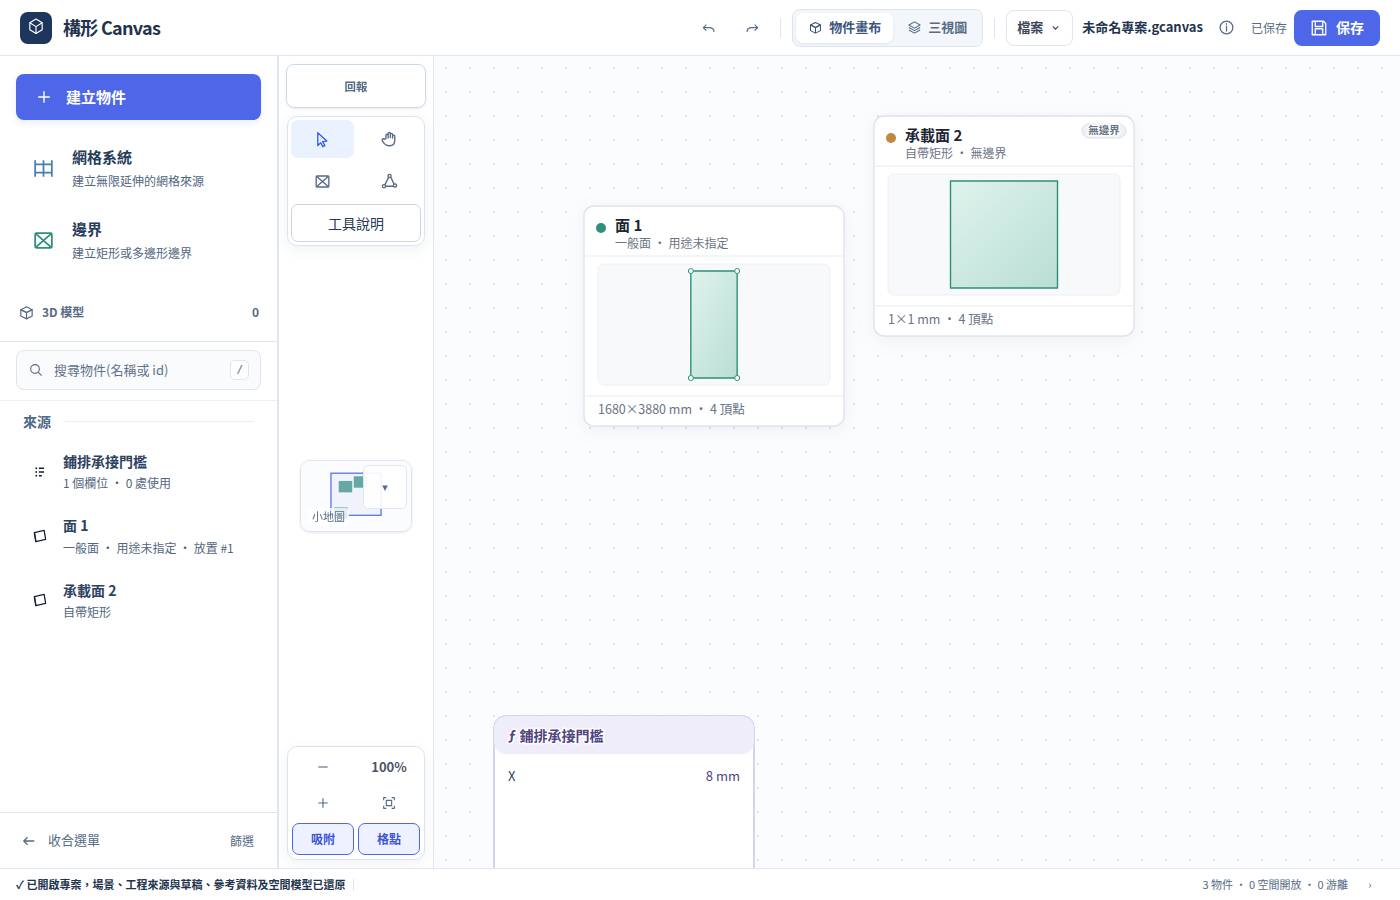 構形 Canvas
物件畫布
三視圖
檔案
未命名專案.gcanvas
已保存
保存
建立物件
網格系統
建立無限延伸的網格來源
邊界
建立矩形或多邊形邊界
3D 模型
0
搜尋物件(名稱或 id)
/
來源
鋪排承接門檻
1 個欄位 · 0 處使用
面 1
一般面 · 用途未指定 · 放置 #1
承載面 2
自帶矩形
收合選單
篩選
回報
工具說明
小地圖
▾
−
100%
+
吸附
格點
面 1
一般面 · 用途未指定
1680×3880 mm · 4 頂點
承載面 2
無邊界
自帶矩形 · 無邊界
1×1 mm · 4 頂點
ƒ 鋪排承接門檻
X
8 mm
✓ 已開啟專案，場景、工程來源與草稿、參考資料及空間模型已還原
3 物件 · 0 空間開放 · 0 游離
›